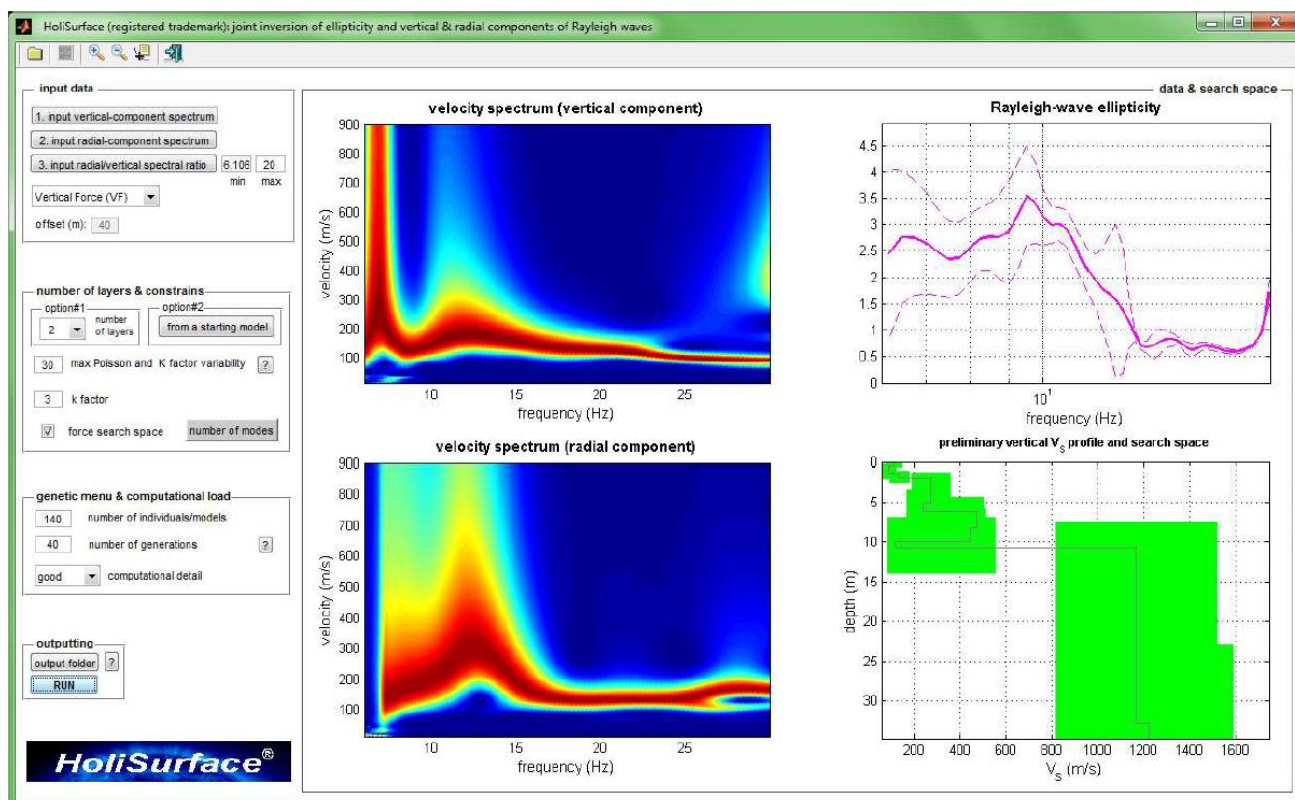 HoliSurface (registered trademark): joint inversion of ellipticity and vertical & radial components of Rayleigh waves
input data
1. input vertical-component spectrum
2. input radial-component spectrum
3. input radial/vertical spectral ratio 6.106 20
min max
Vertical Force (VF)
offset (m): 40
number of layers & constrains
option#1 option#2
2 number of layers from a starting model
30 max Poisson and K factor variability ?
3 k factor
force search space number of modes
genetic menu & computational load
140 number of individuals/models
40 number of generations ?
good computational detail
outputting
output folder ?
RUN
HoliSurface®
data & search space
velocity spectrum (vertical component)
velocity (m/s)
900
800
700
600
500
400
300
200
100
10 15 20 25
frequency (Hz)
Rayleigh-wave ellipticity
4.5
4
3.5
3
2.5
2
1.5
1
0.5
0
10¹
frequency (Hz)
velocity spectrum (radial component)
velocity (m/s)
900
800
700
600
500
400
300
200
100
10 15 20 25
frequency (Hz)
preliminary vertical VS profile and search space
depth (m)
0
5
10
15
20
25
30
200 400 600 800 1000 1200 1400 1600
VS (m/s)